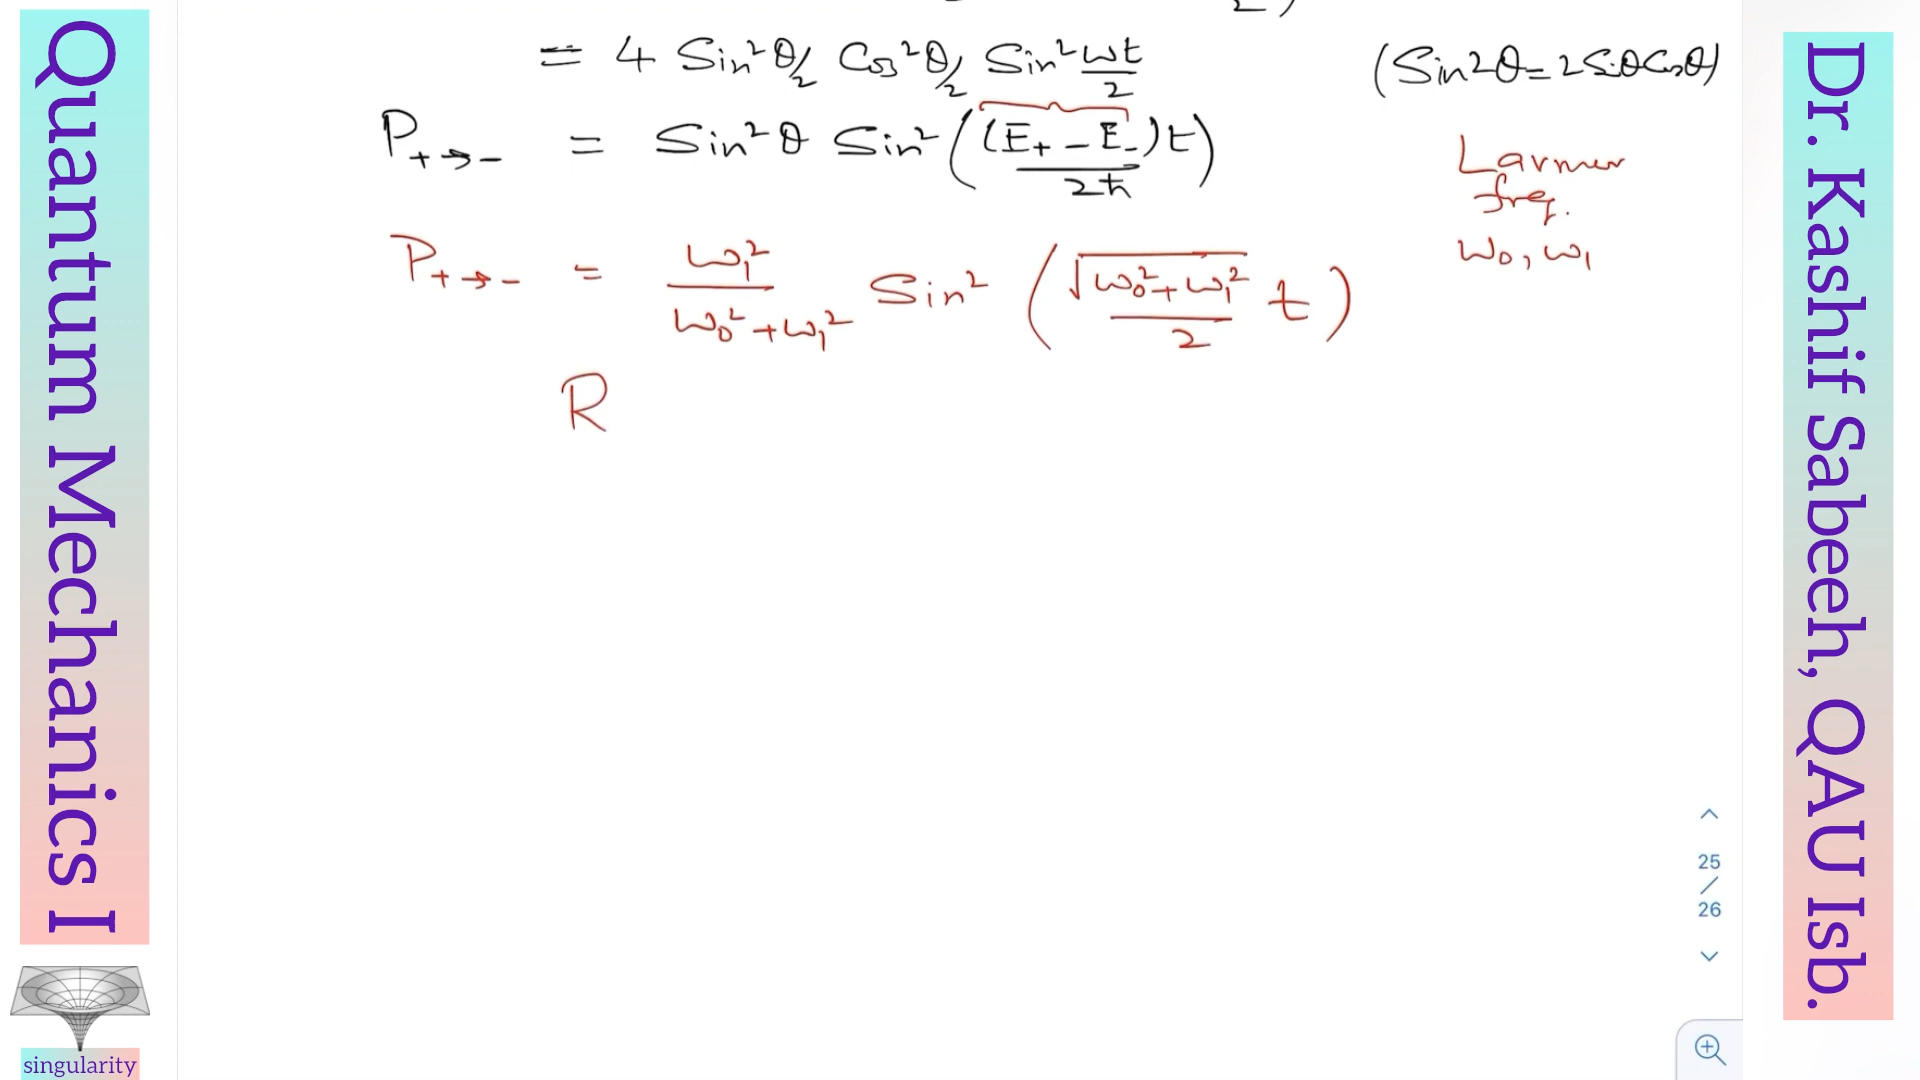 Quantum Mechanics I
singularity
= 4 Sin²θ/2 Cos²θ/2 Sin² ωt/2
(Sin2θ = 2SinθCosθ)
P₊→₋ = Sin²θ Sin²((E₊ - E₋)t/2ħ)
Larmor
freq.
ω₀, ω₁
P₊→₋ = ω₁²/(ω₀² + ω₁²) Sin²(√(ω₀² + ω₁²)/2 t)
R
25
/
26
Dr. Kashif Sabeeh, QAU Isb.